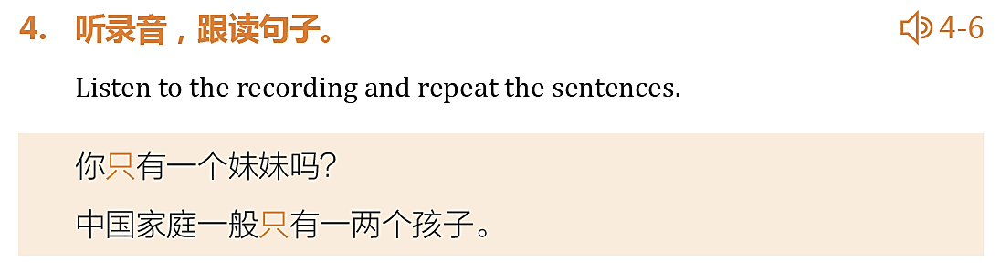 4. 听录音，跟读句子。 4-6
Listen to the recording and repeat the sentences.
你只有一个妹妹吗？
中国家庭一般只有一两个孩子。